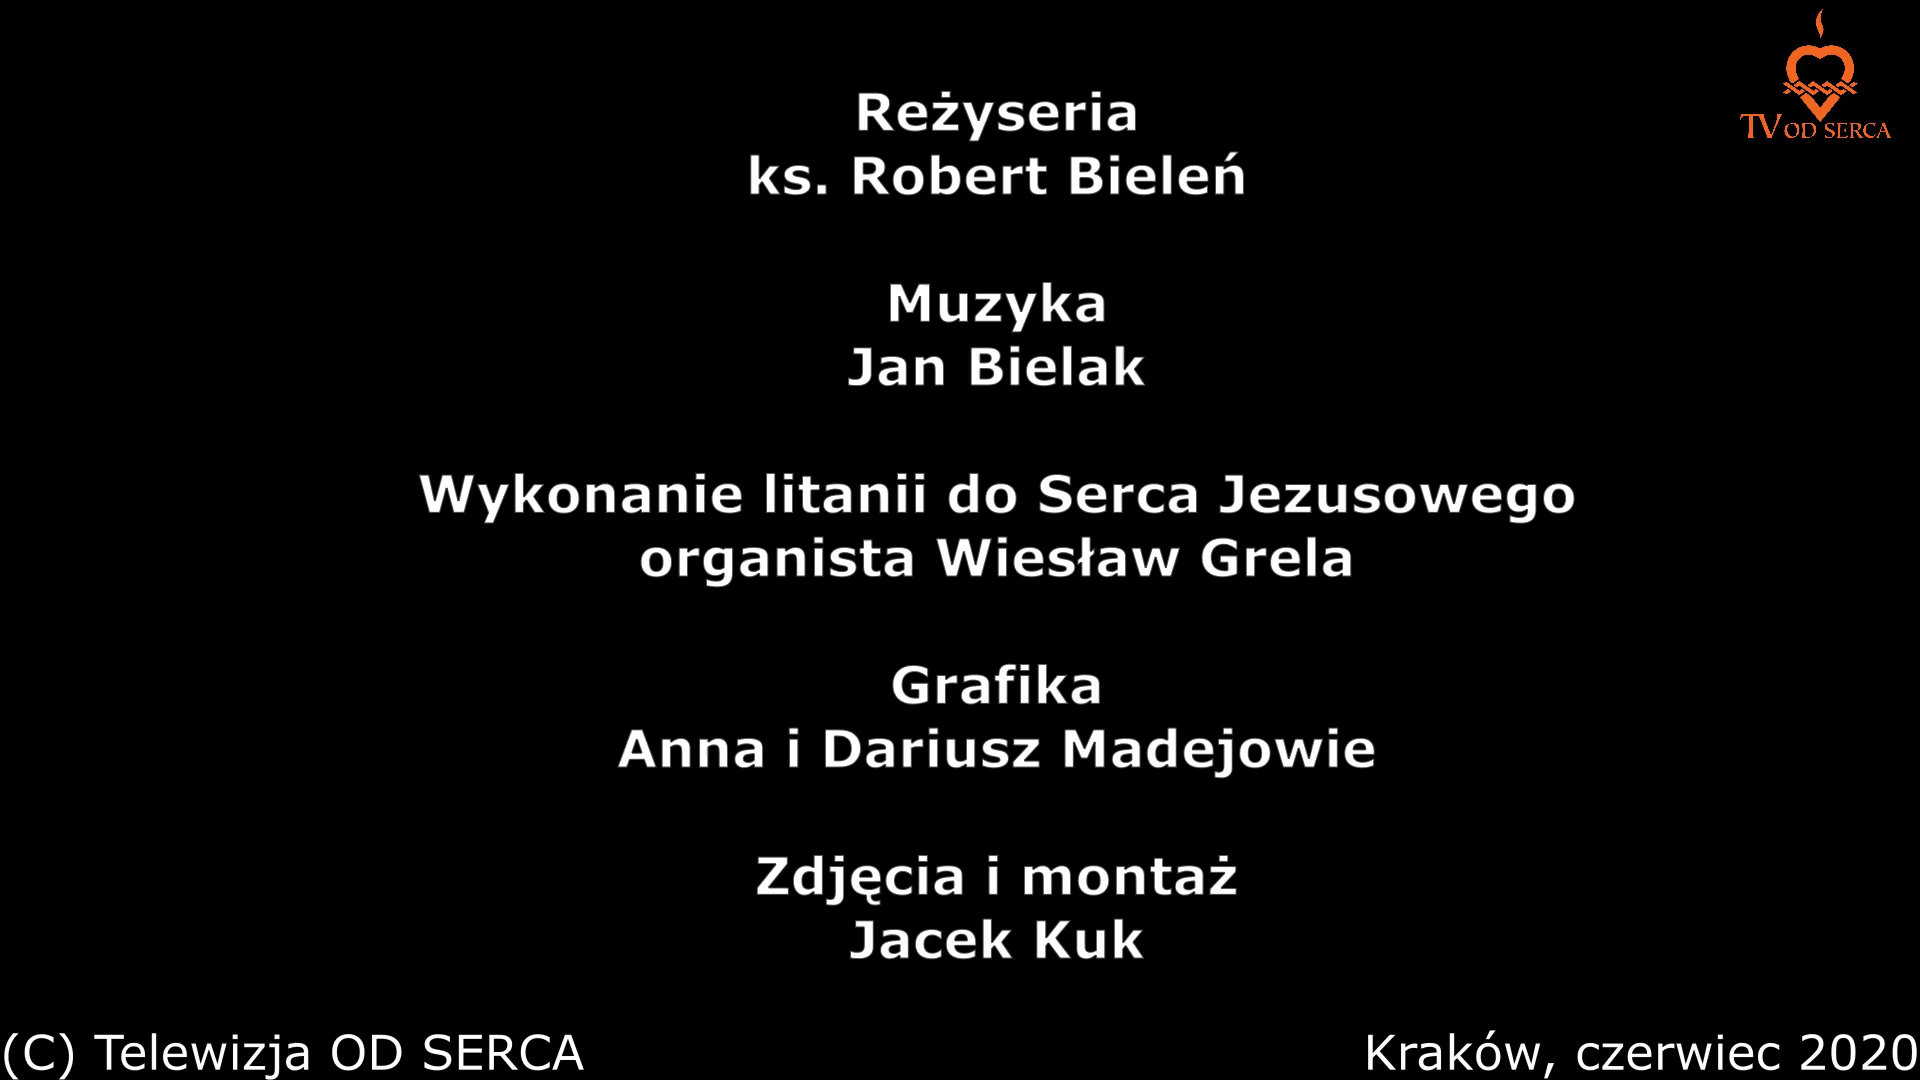 TV OD SERCA
Reżyseria
ks. Robert Bieleń
Muzyka
Jan Bielak
Wykonanie litanii do Serca Jezusowego
organista Wiesław Grela
Grafika
Anna i Dariusz Madejowie
Zdjęcia i montaż
Jacek Kuk
(C) Telewizja OD SERCA
Kraków, czerwiec 2020